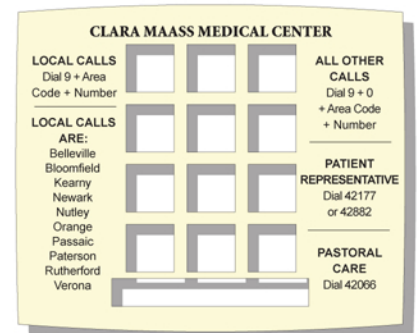 CLARA MAASS MEDICAL CENTER
LOCAL CALLS
Dial 9 + Area
Code + Number
LOCAL CALLS
ARE:
Belleville
Bloomfield
Kearny
Newark
Nutley
Orange
Passaic
Paterson
Rutherford
Verona
ALL OTHER
CALLS
Dial 9 + 0
+ Area Code
+ Number
PATIENT
REPRESENTATIVE
Dial 42177
or 42882
PASTORAL
CARE
Dial 42066